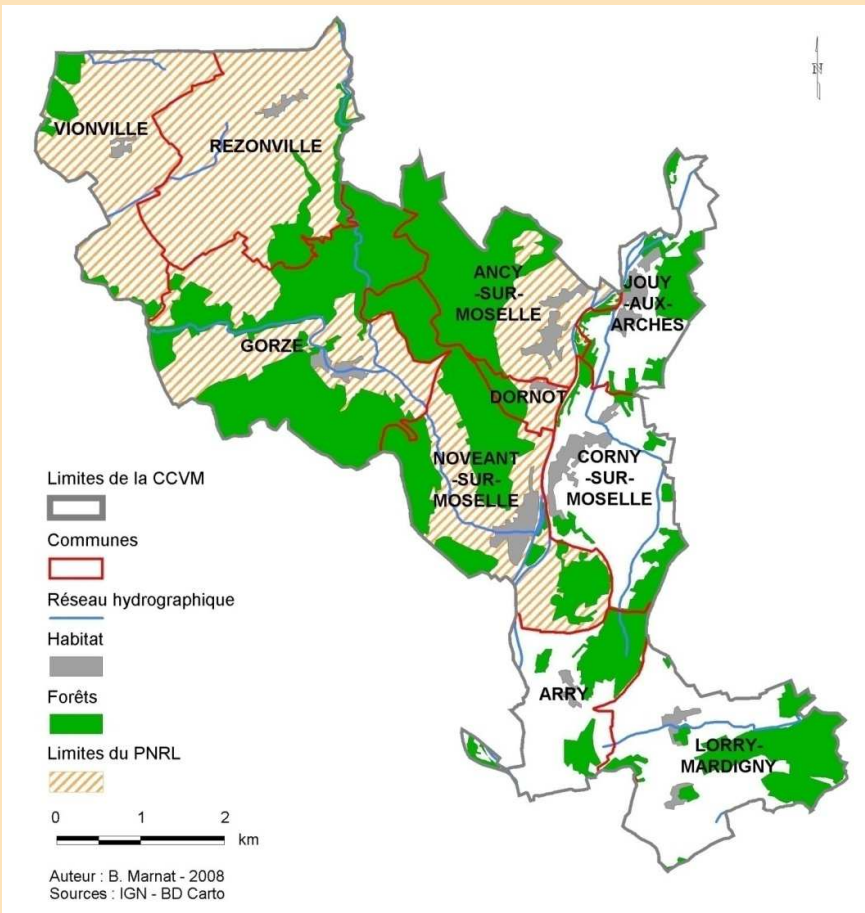 N
VIONVILLE
REZONVILLE
ANCY
-SUR-
MOSELLE
JOUY
-AUX-
ARCHES
GORZE
DORNOT
NOVEANT
-SUR-
MOSELLE
CORNY
-SUR-
MOSELLE
ARRY
LORRY-
MARDIGNY
Limites de la CCVM
Communes
Réseau hydrographique
Habitat
Forêts
Limites du PNRL
0 1 2
km
Auteur : B. Marnat - 2008
Sources : IGN - BD Carto